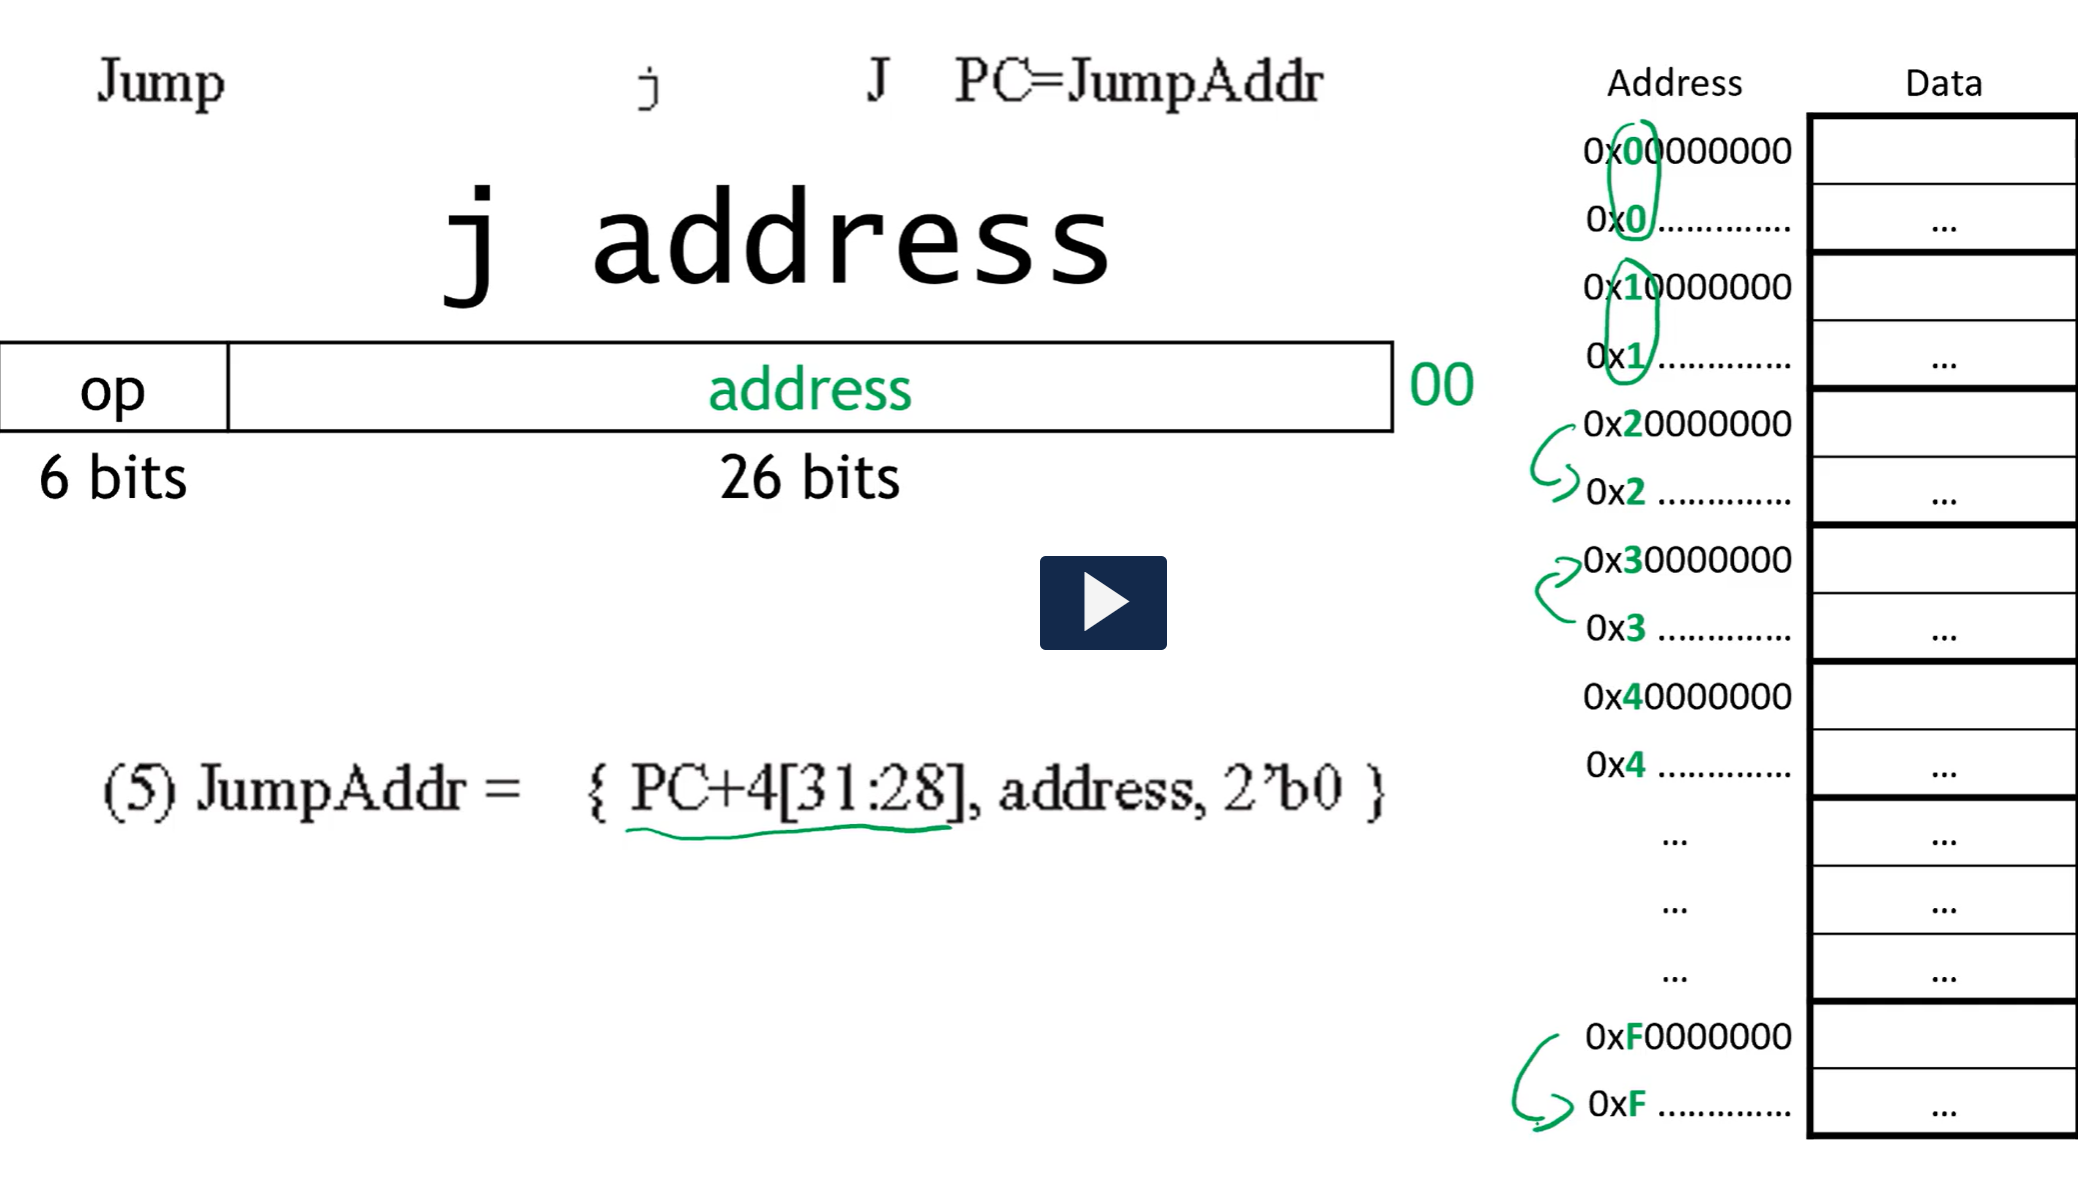 Jump j J PC=JumpAddr
j address
op address 00
6 bits 26 bits
(5) JumpAddr = { PC+4[31:28], address, 2’b0 }
Address Data
0x00000000
0x0 .............. ...
0x10000000
0x1 .............. ...
0x20000000
0x2 .............. ...
0x30000000
0x3 .............. ...
0x40000000
0x4 .............. ...
... ...
... ...
... ...
0xF0000000
0xF .............. ...